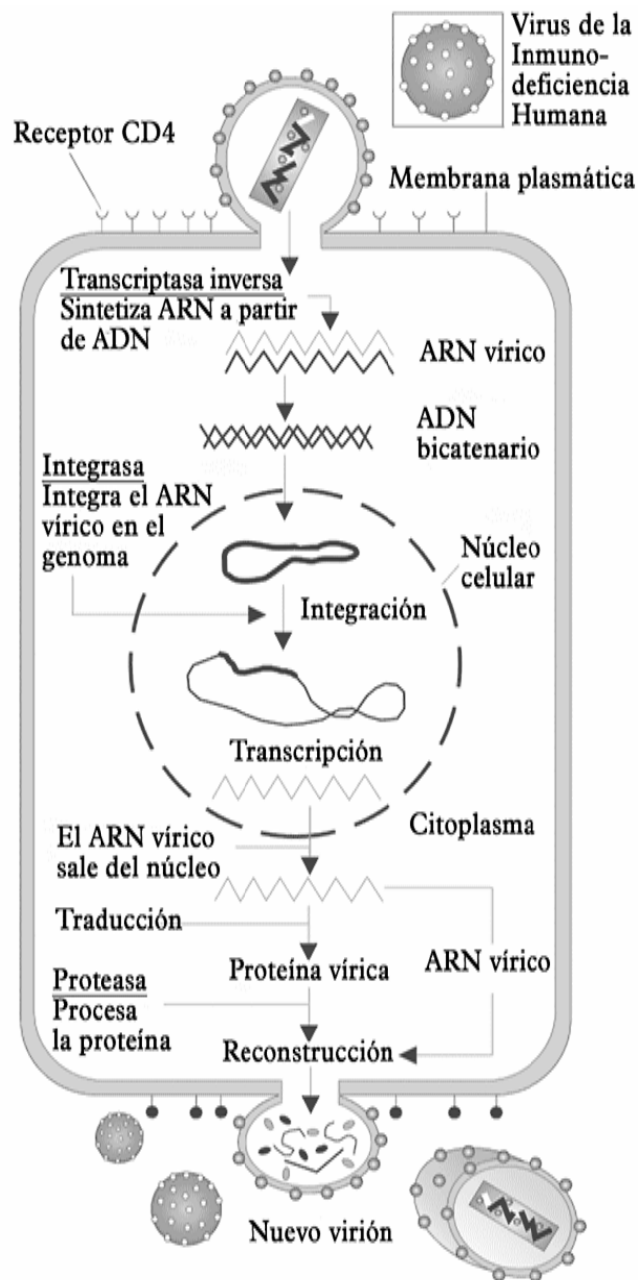 Virus de la
Inmuno-
deficiencia
Humana
Receptor CD4
Membrana plasmática
Transcriptasa inversa
Sintetiza ARN a partir
de ADN
ARN vírico
ADN
bicatenario
Integrasa
Integra el ARN
vírico en el
genoma
Núcleo
celular
Integración
Transcripción
Citoplasma
El ARN vírico
sale del núcleo
Traducción
Proteína vírica
ARN vírico
Proteasa
Procesa
la proteína
Reconstrucción
Nuevo virión